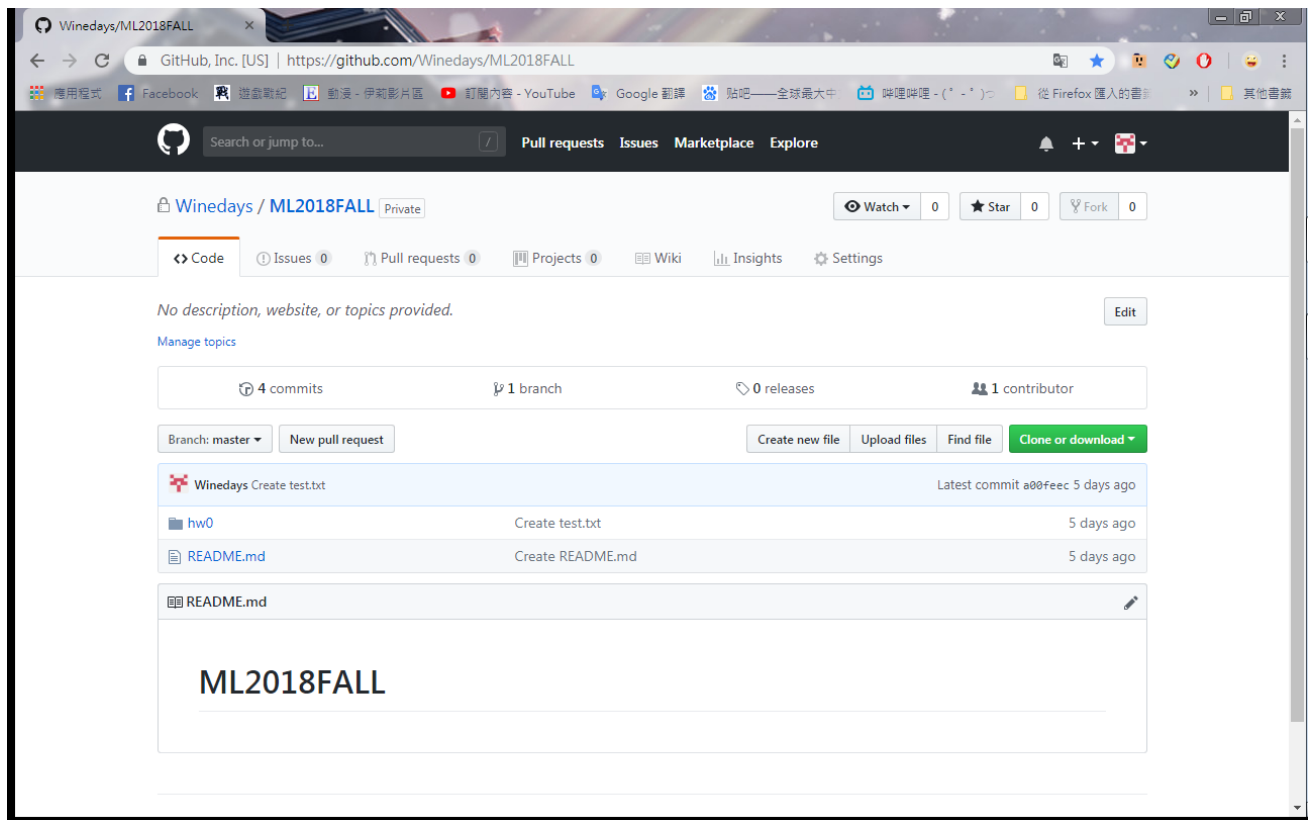 Winedays/ML2018FALL ×
GitHub, Inc. [US] | https://github.com/Winedays/ML2018FALL
應用程式 Facebook 遊戲戰紀 動漫 - 伊莉影片區 訂閱內容 - YouTube Google 翻譯 贴吧——全球最大中 哔哩哔哩 - ( ゜- ゜)つ 從 Firefox 匯入的書 » 其他書籤
Search or jump to... / Pull requests Issues Marketplace Explore
Winedays / ML2018FALL Private Watch 0 Star 0 Fork 0
Code Issues 0 Pull requests 0 Projects 0 Wiki Insights Settings
No description, website, or topics provided. Edit
Manage topics
4 commits 1 branch 0 releases 1 contributor
Branch: master New pull request Create new file Upload files Find file Clone or download
Winedays Create test.txt Latest commit a00feec 5 days ago
hw0 Create test.txt 5 days ago
README.md Create README.md 5 days ago
README.md
ML2018FALL